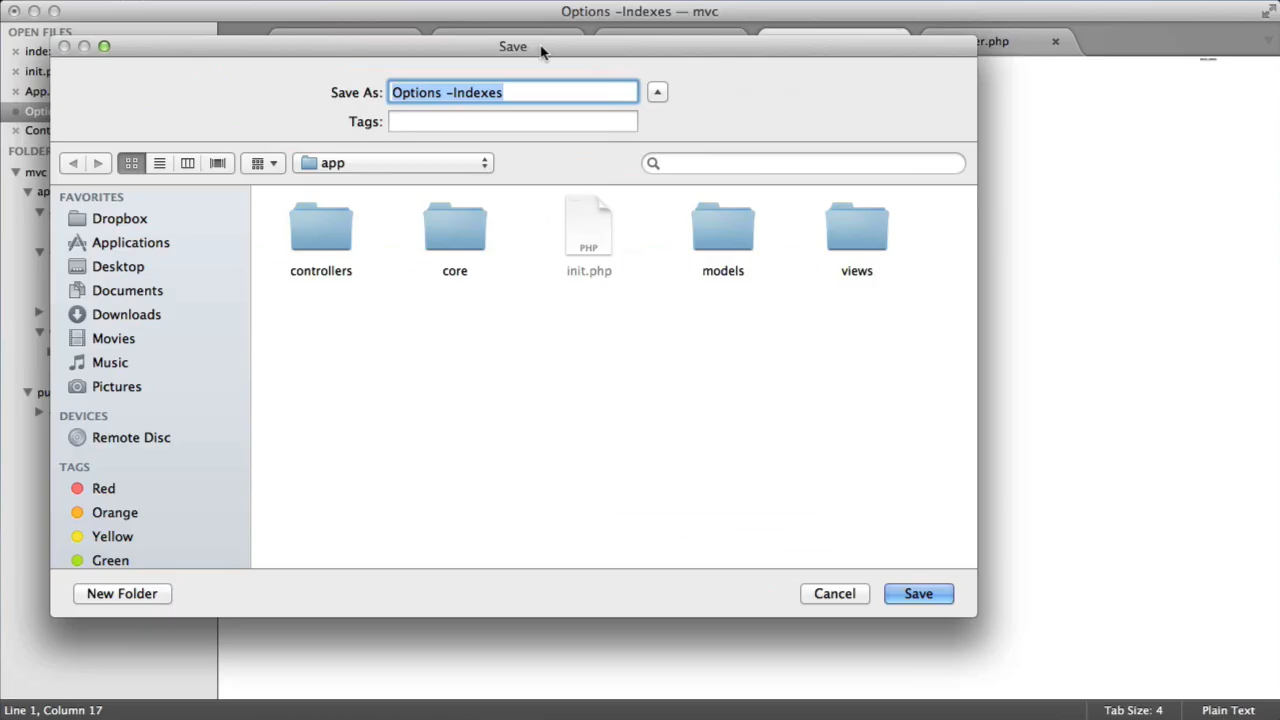 Options -Indexes — mvc
OPEN FILES
inde
init.p
App.
Optio
Cont
er.php
FOLDER
mvc
ap
pu
Save
Save As: Options -Indexes
Tags:
app
FAVORITES
Dropbox
Applications
Desktop
Documents
Downloads
Movies
Music
Pictures
DEVICES
Remote Disc
TAGS
Red
Orange
Yellow
Green
controllers
core
PHP
init.php
models
views
New Folder
Cancel
Save
Line 1, Column 17
Tab Size: 4
Plain Text